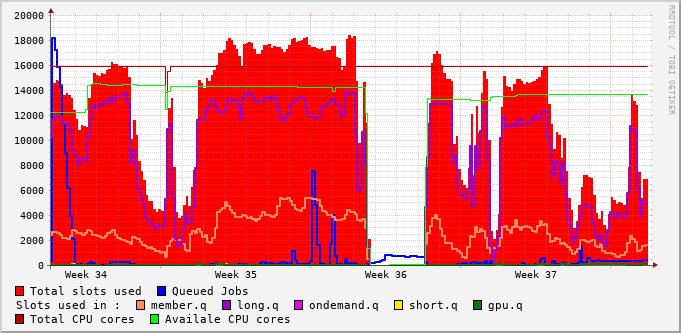 20000
18000
16000
14000
12000
10000
8000
6000
4000
2000
0
Week 34 Week 35 Week 36 Week 37
RRDTOOL / TOBI OETIKER
Total slots used Queued Jobs
Slots used in : member.q long.q ondemand.q short.q gpu.q
Total CPU cores Availale CPU cores